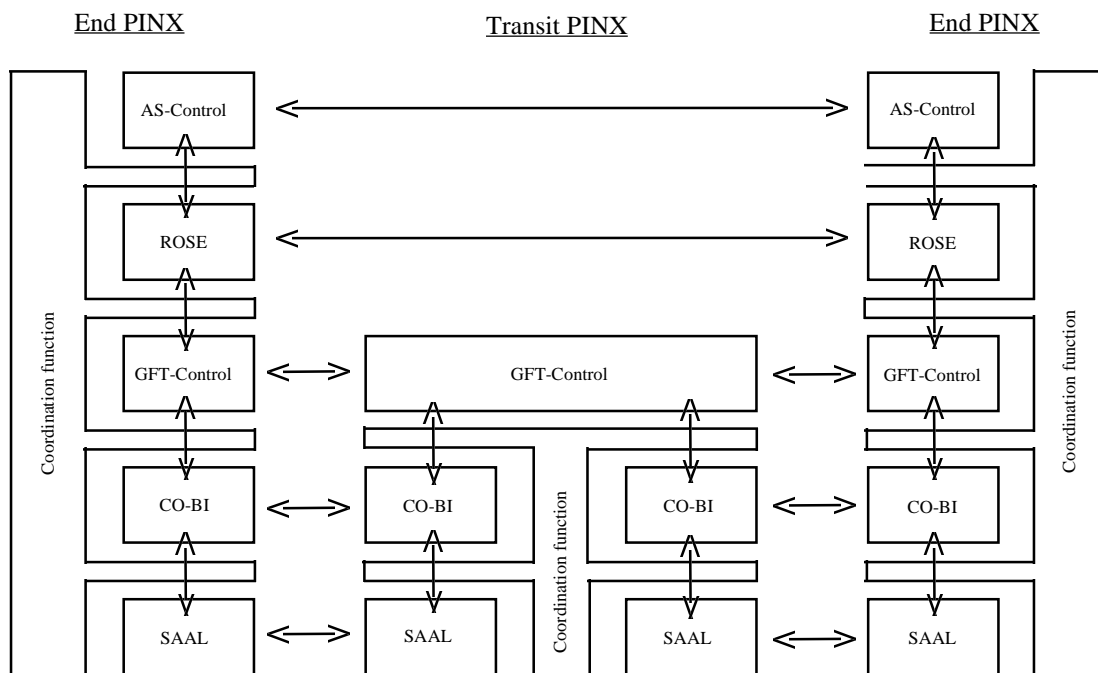 End PINX
Transit PINX
End PINX
AS-Control
AS-Control
ROSE
ROSE
Coordination function
Coordination function
GFT-Control
GFT-Control
GFT-Control
CO-BI
CO-BI
CO-BI
CO-BI
Coordination function
SAAL
SAAL
SAAL
SAAL